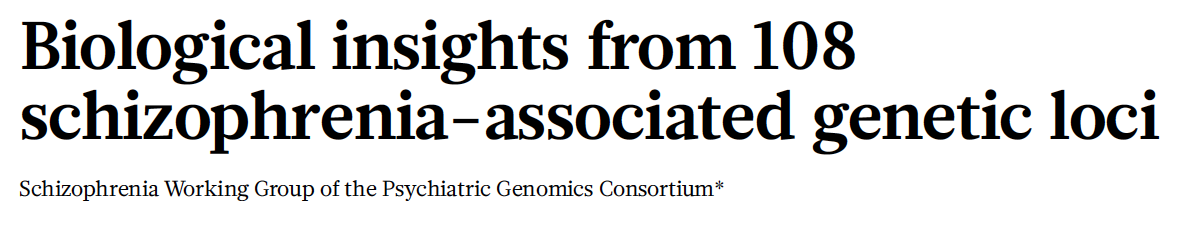 Biological insights from 108
schizophrenia-associated genetic loci
Schizophrenia Working Group of the Psychiatric Genomics Consortium*